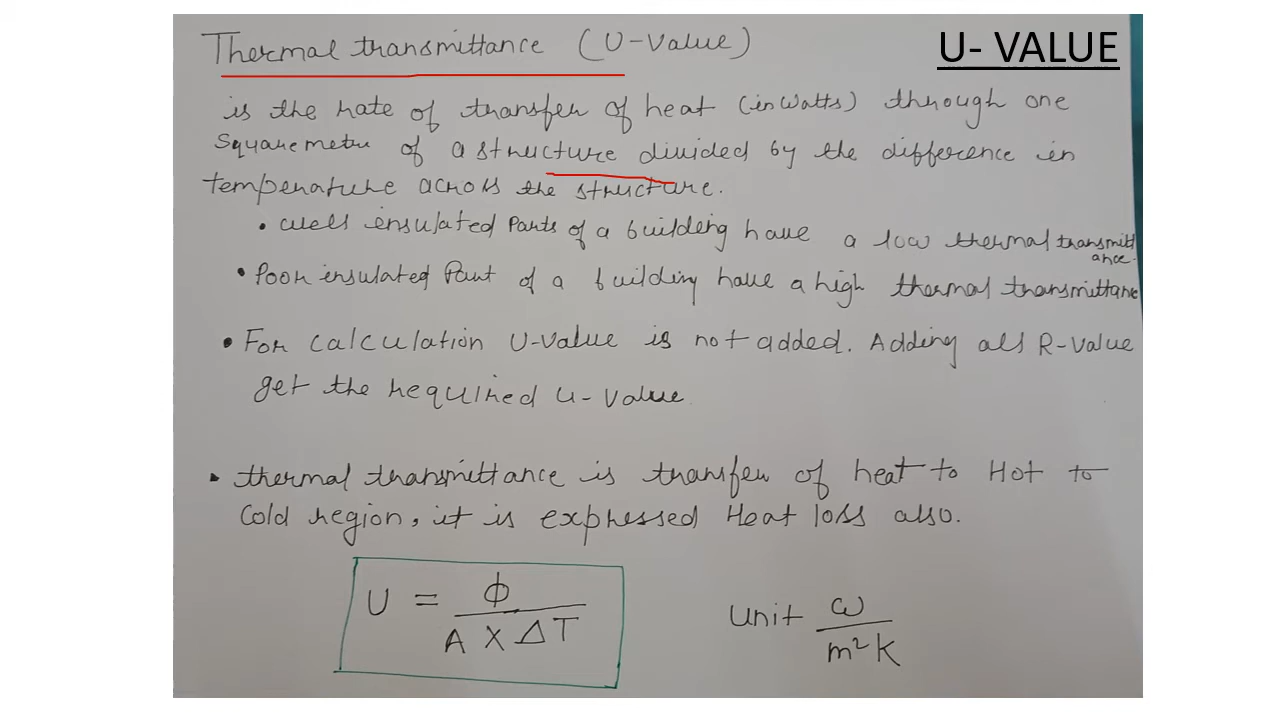 U- VALUE
Thermal transmittance (U-Value)
is the rate of transfer of heat (in watts) through one
Square metre of a structure divided by the difference in
temperature across the structure.
• well insulated Parts of a building have a low thermal transmittance.
• Poor insulated Part of a building have a high thermal transmittance
• For calculation U-value is not added. Adding all R-value
get the required U-value
• thermal transmittance is transfer of heat to Hot to
Cold region, it is expressed Heat loss also.
U = Φ / A X ΔT
Unit ω / m²K